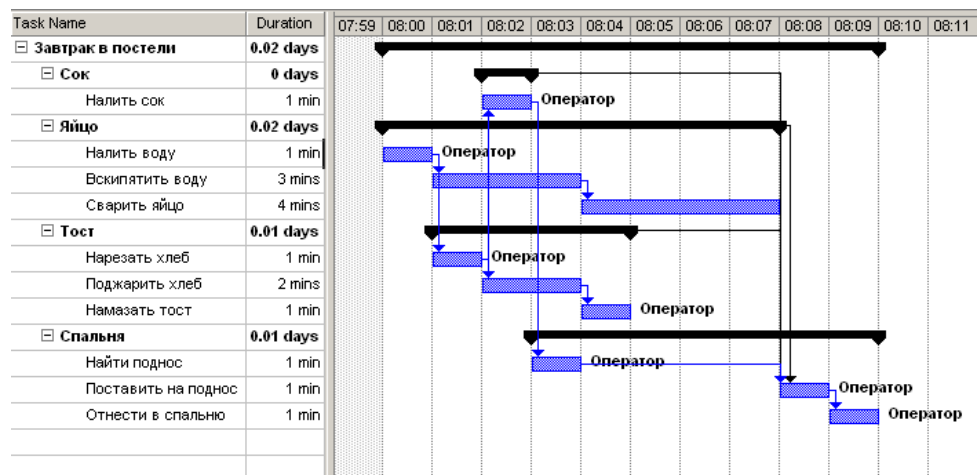 Task Name Duration 07:59 08:00 08:01 08:02 08:03 08:04 08:05 08:06 08:07 08:08 08:09 08:10 08:11
Завтрак в постели 0.02 days
Сок 0 days
Налить сок 1 min Оператор
Яйцо 0.02 days
Налить воду 1 min Оператор
Вскипятить воду 3 mins
Сварить яйцо 4 mins
Тост 0.01 days
Нарезать хлеб 1 min Оператор
Поджарить хлеб 2 mins
Намазать тост 1 min Оператор
Спальня 0.01 days
Найти поднос 1 min Оператор
Поставить на поднос 1 min Оператор
Отнести в спальню 1 min Оператор